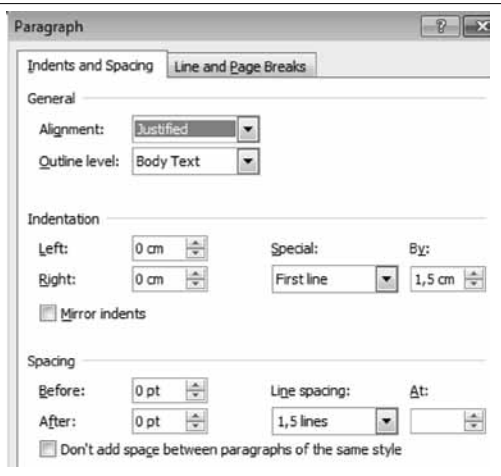 Paragraph
Indents and Spacing Line and Page Breaks
General
Alignment: Justified
Outline level: Body Text
Indentation
Left: 0 cm Special: By:
Right: 0 cm First line 1,5 cm
Mirror indents
Spacing
Before: 0 pt Line spacing: At:
After: 0 pt 1,5 lines
Don't add space between paragraphs of the same style